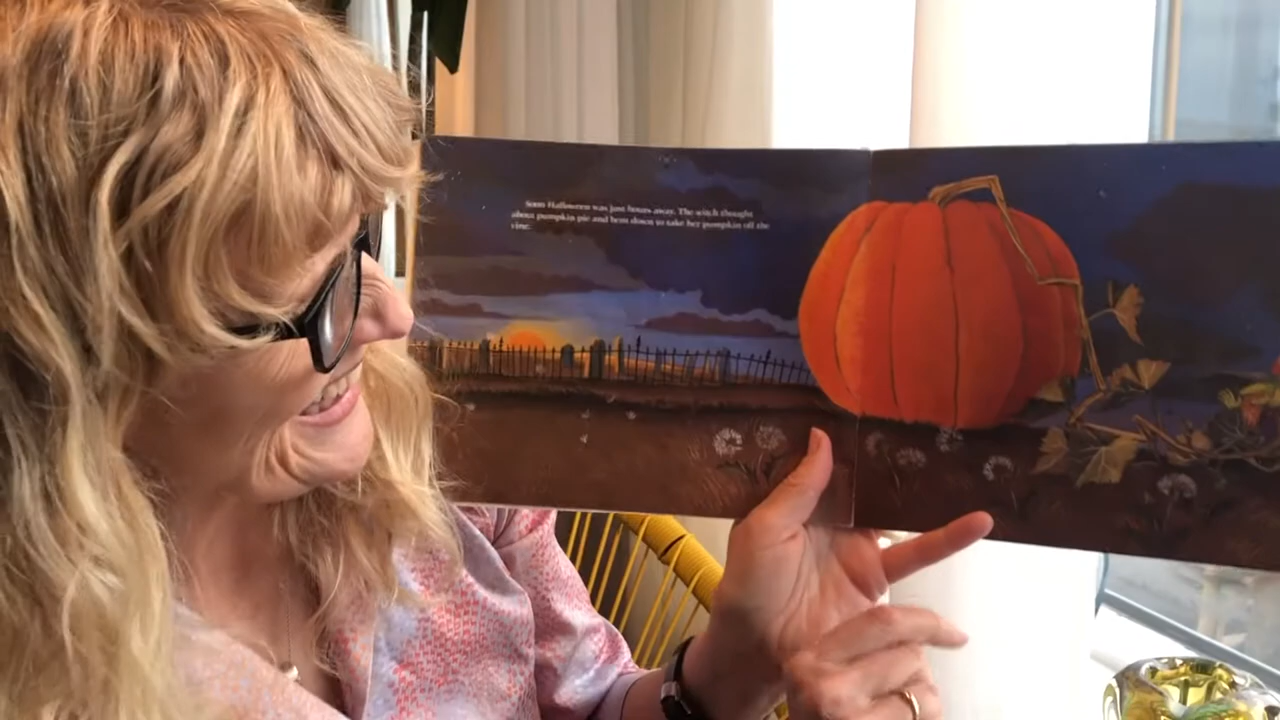 Soon Halloween was just hours away. The witch thought
about pumpkin pie and bent down to take her pumpkin off the
vine.